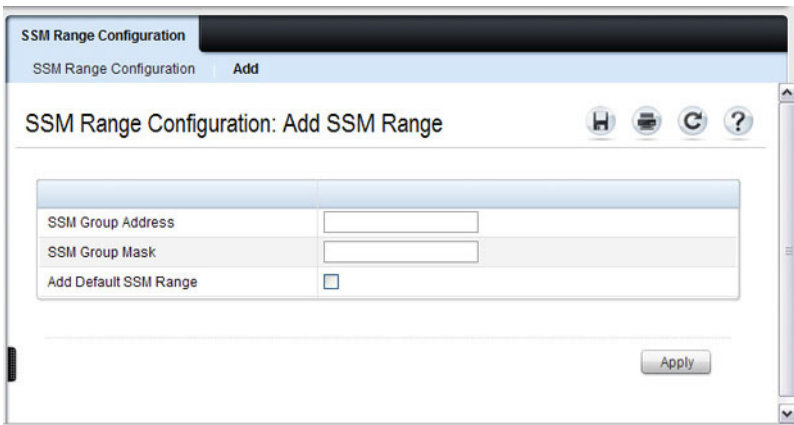 SSM Range Configuration
SSM Range Configuration Add
SSM Range Configuration: Add SSM Range
SSM Group Address
SSM Group Mask
Add Default SSM Range
Apply